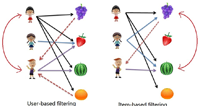 User-based filtering
Item-based filtering